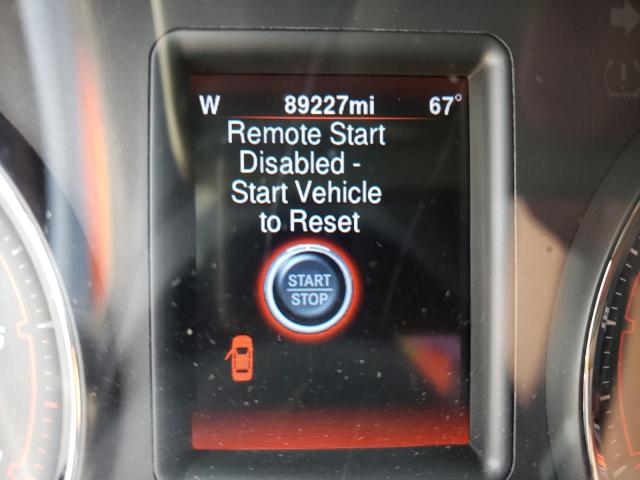 W 89227mi 67°
Remote Start
Disabled -
Start Vehicle
to Reset
START
STOP